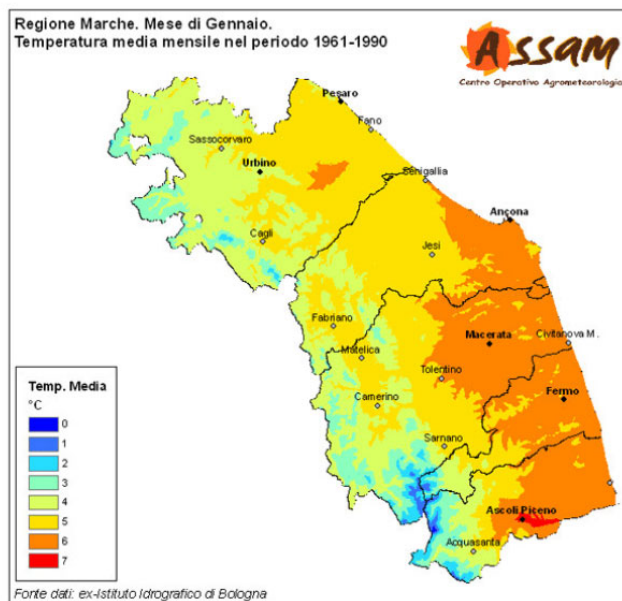 Regione Marche. Mese di Gennaio.
Temperatura media mensile nel periodo 1961-1990
Assam
Centro Operativo Agrometeorologia
Pesaro
Fano
Sassocorvaro
Urbino
Senigallia
Ancona
Cagli
Jesi
Fabriano
Macerata
Civitanova M.
Matelica
Tolentino
Camerino
Fermo
Sarnano
Ascoli Piceno
Acquasanta
Temp. Media
°C
0
1
2
3
4
5
6
7
Fonte dati: ex-Istituto Idrografico di Bologna